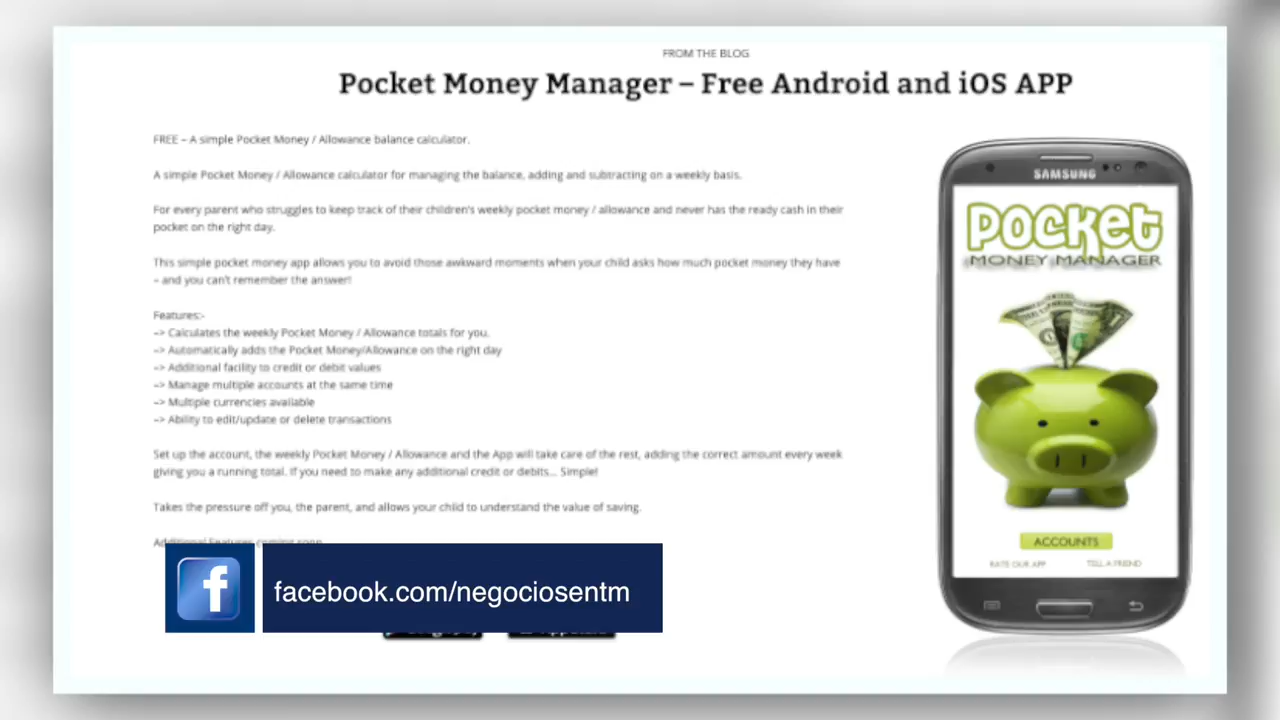 FROM THE BLOG
Pocket Money Manager – Free Android and iOS APP
FREE – A simple Pocket Money / Allowance balance calculator.
A simple Pocket Money / Allowance calculator for managing the balance, adding and subtracting on a weekly basis.
For every parent who struggles to keep track of their children's weekly pocket money / allowance and never has the ready cash in their
pocket on the right day.
This simple pocket money app allows you to avoid those awkward moments when your child asks how much pocket money they have
– and you can't remember the answer!
Features:-
–> Calculates the weekly Pocket Money / Allowance totals for you.
–> Automatically adds the Pocket Money/Allowance on the right day
–> Additional facility to credit or debit values
–> Manage multiple accounts at the same time
–> Multiple currencies available
–> Ability to edit/update or delete transactions
Set up the account, the weekly Pocket Money / Allowance and the App will take care of the rest, adding the correct amount every week
giving you a running total. If you need to make any additional credit or debits... Simple!
Takes the pressure off you, the parent, and allows your child to understand the value of saving.
Additional Features coming soon
facebook.com/negociosentm
SAMSUNG
pocket
MONEY MANAGER
ACCOUNTS
RATE OUR APP
TELL A FRIEND